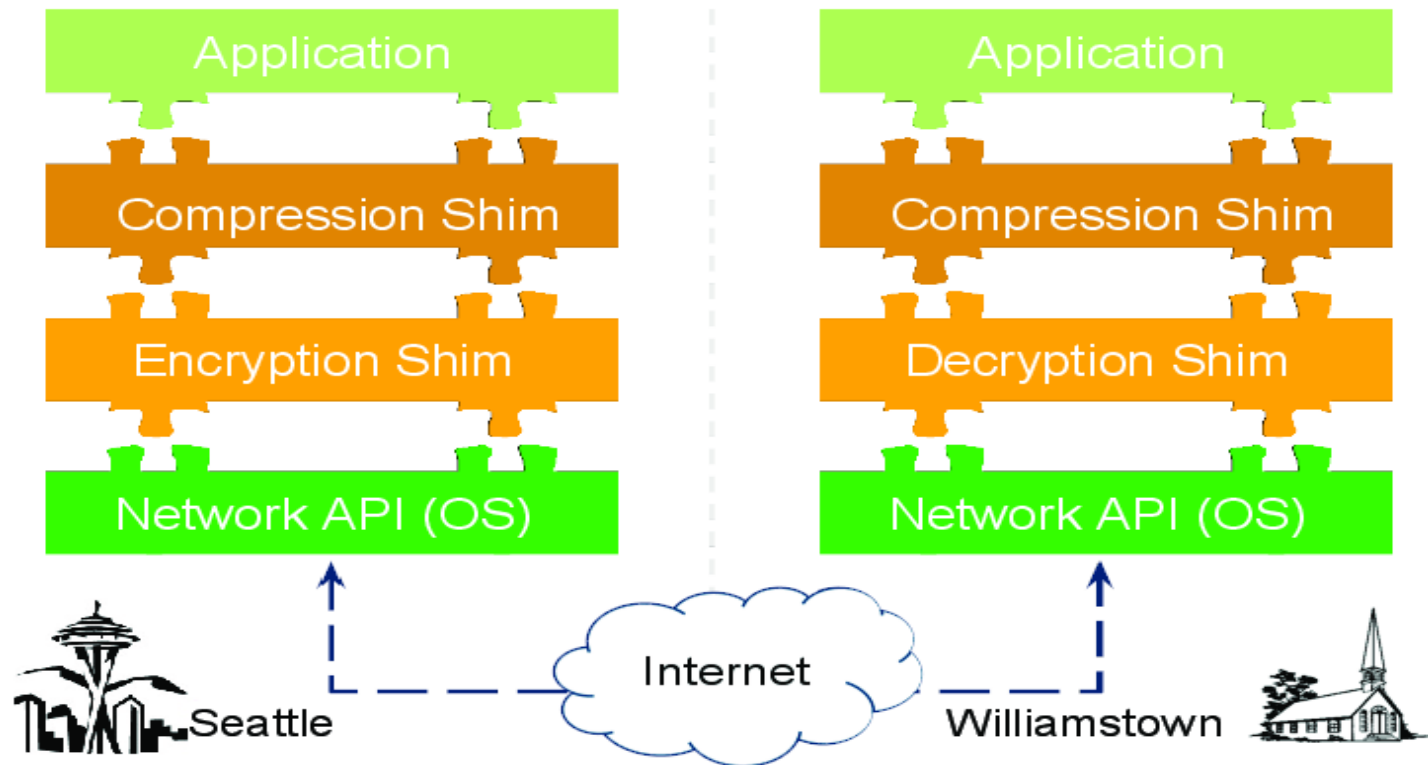 Application
Compression Shim
Encryption Shim
Network API (OS)
Seattle
Application
Compression Shim
Decryption Shim
Network API (OS)
Williamstown
Internet